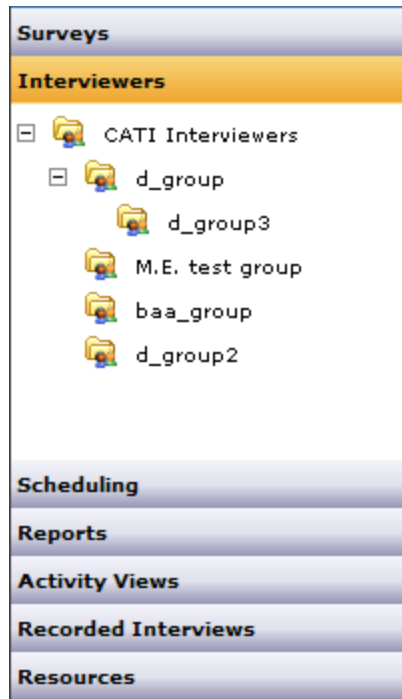 Surveys
Interviewers
CATI Interviewers
d_group
d_group3
M.E. test group
baa_group
d_group2
Scheduling
Reports
Activity Views
Recorded Interviews
Resources